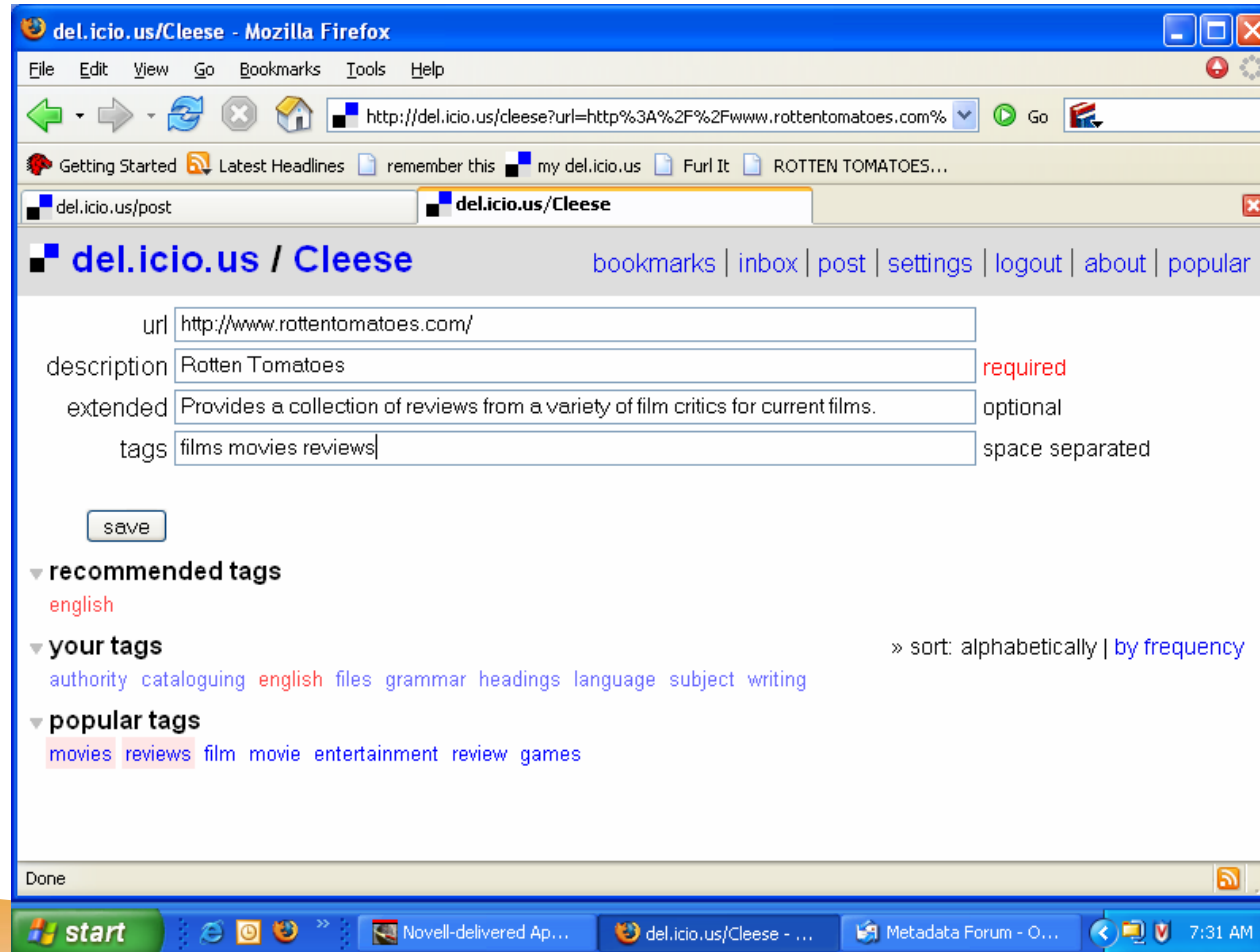 del.icio.us/Cleese - Mozilla Firefox
File Edit View Go Bookmarks Tools Help
http://del.icio.us/cleese?url=http%3A%2F%2Fwww.rottentomatoes.com% Go
Getting Started Latest Headlines remember this my del.icio.us Furl It ROTTEN TOMATOES...
del.icio.us/post del.icio.us/Cleese
del.icio.us / Cleese bookmarks | inbox | post | settings | logout | about | popular
url http://www.rottentomatoes.com/
description Rotten Tomatoes required
extended Provides a collection of reviews from a variety of film critics for current films. optional
tags films movies reviews space separated
save
recommended tags
english
your tags » sort: alphabetically | by frequency
authority cataloguing english files grammar headings language subject writing
popular tags
movies reviews film movie entertainment review games
Done
start » Novell-delivered Ap... del.icio.us/Cleese - ... Metadata Forum - O... 7:31 AM